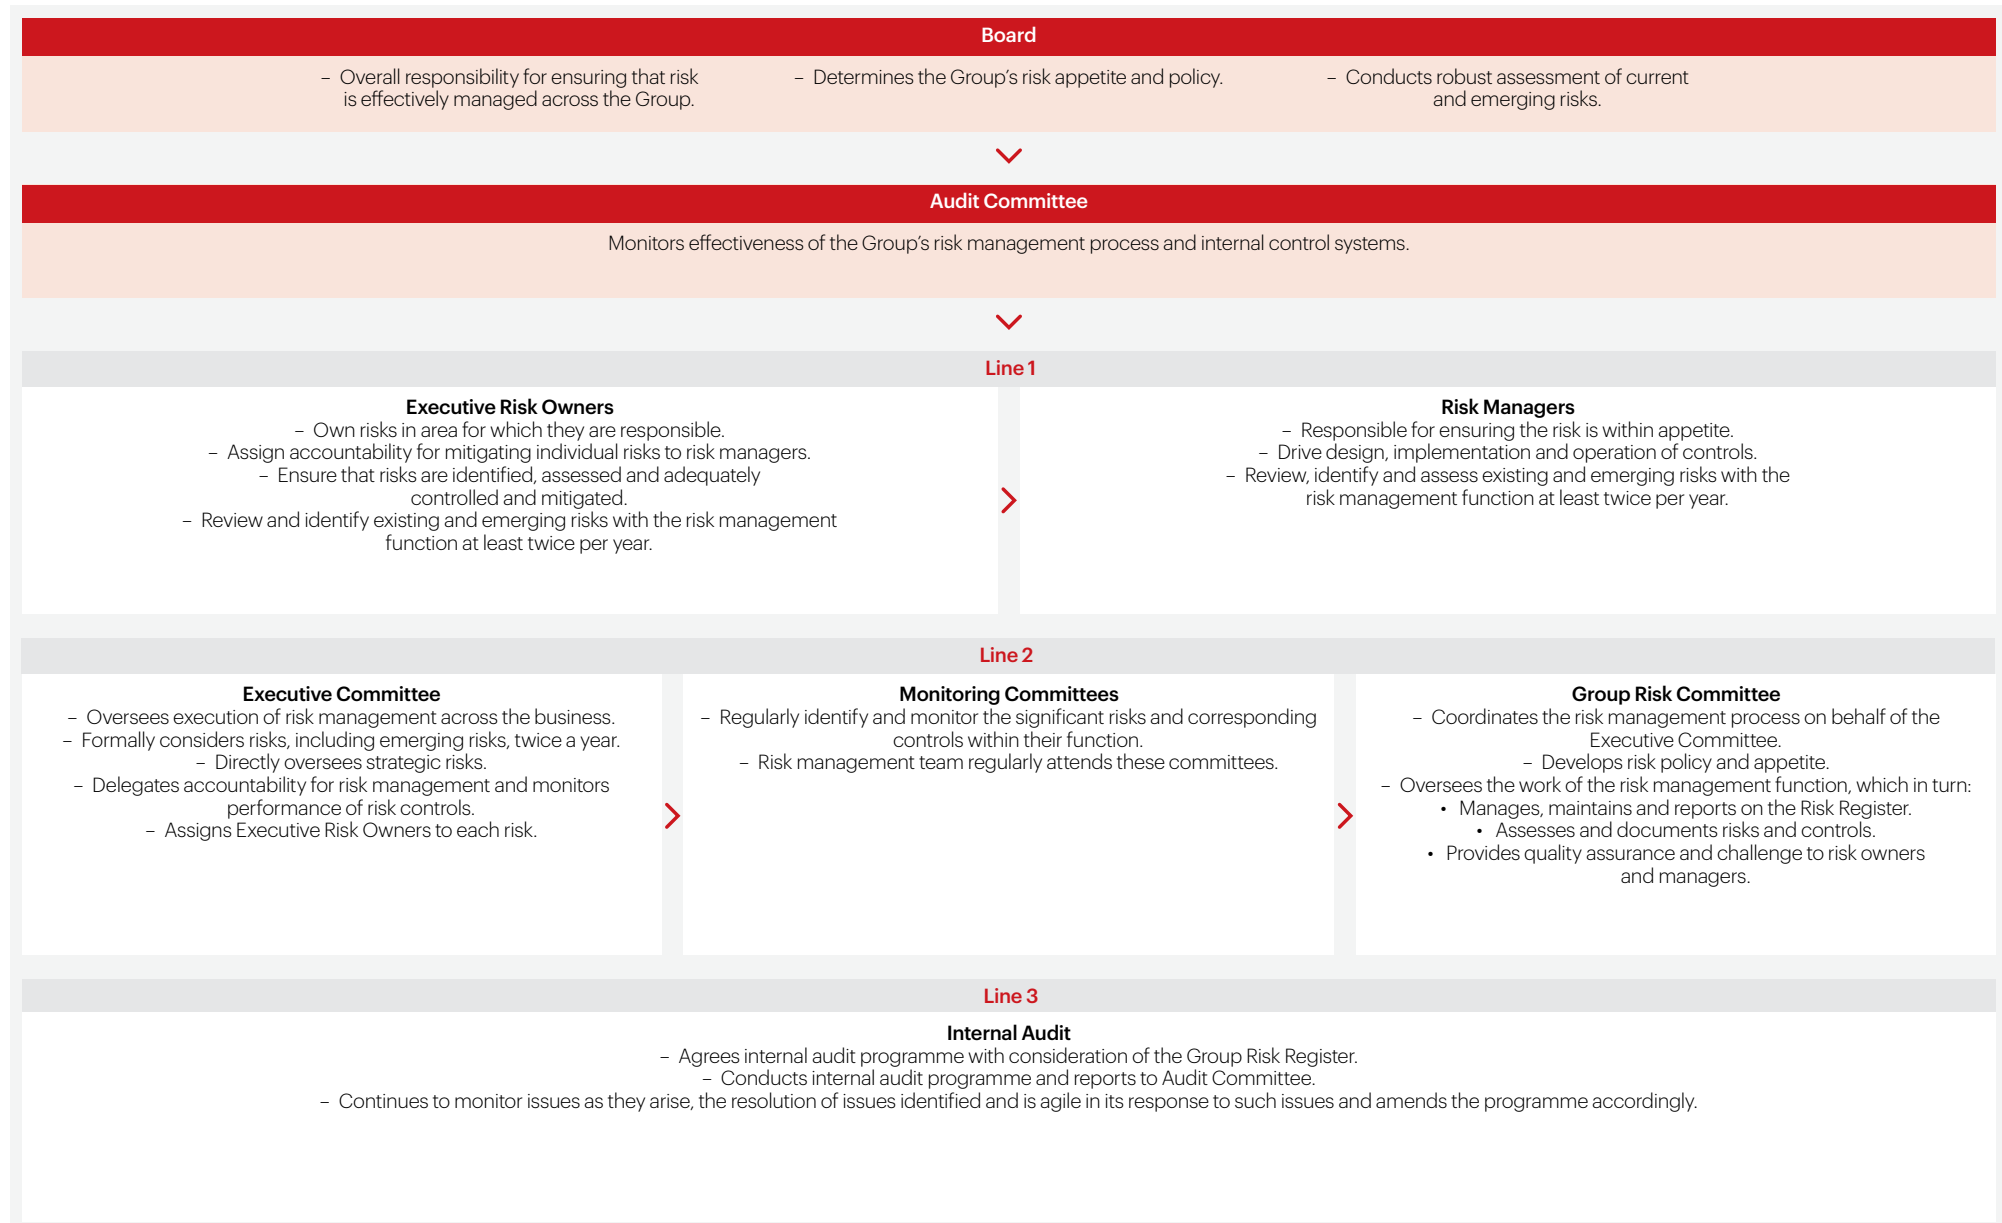 Board
– Overall responsibility for ensuring that risk
is effectively managed across the Group.
– Determines the Group’s risk appetite and policy.
– Conducts robust assessment of current
and emerging risks.
Audit Committee
Monitors effectiveness of the Group’s risk management process and internal control systems.
Line 1
Executive Risk Owners
– Own risks in area for which they are responsible.
– Assign accountability for mitigating individual risks to risk managers.
– Ensure that risks are identified, assessed and adequately
controlled and mitigated.
– Review and identify existing and emerging risks with the risk management
function at least twice per year.
Risk Managers
– Responsible for ensuring the risk is within appetite.
– Drive design, implementation and operation of controls.
– Review, identify and assess existing and emerging risks with the
risk management function at least twice per year.
Line 2
Executive Committee
– Oversees execution of risk management across the business.
– Formally considers risks, including emerging risks, twice a year.
– Directly oversees strategic risks.
– Delegates accountability for risk management and monitors
performance of risk controls.
– Assigns Executive Risk Owners to each risk.
Monitoring Committees
– Regularly identify and monitor the significant risks and corresponding
controls within their function.
– Risk management team regularly attends these committees.
Group Risk Committee
– Coordinates the risk management process on behalf of the
Executive Committee.
– Develops risk policy and appetite.
– Oversees the work of the risk management function, which in turn:
• Manages, maintains and reports on the Risk Register.
• Assesses and documents risks and controls.
• Provides quality assurance and challenge to risk owners
and managers.
Line 3
Internal Audit
– Agrees internal audit programme with consideration of the Group Risk Register.
– Conducts internal audit programme and reports to Audit Committee.
– Continues to monitor issues as they arise, the resolution of issues identified and is agile in its response to such issues and amends the programme accordingly.